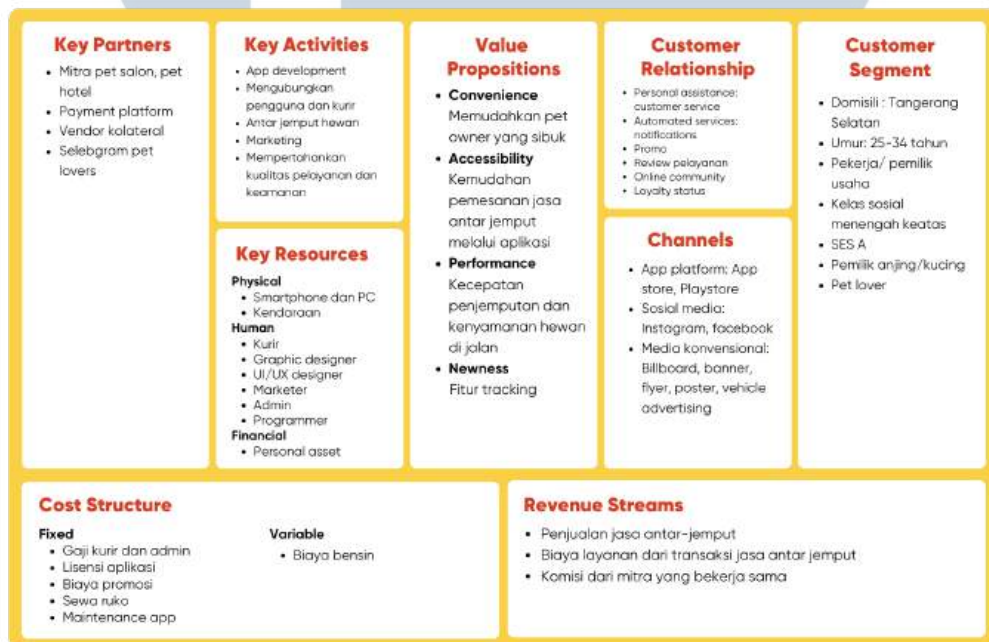 Key Partners
• Mitra pet salon, pet
hotel
• Payment platform
• Vendor kolateral
• Selebgram pet
lovers
Key Activities
• App development
• Mengubungkan
pengguna dan kurir
• Antar jemput hewan
• Marketing
• Mempertahankan
kualitas pelayanan dan
keamanan
Key Resources
Physical
• Smartphone dan PC
• Kendaraan
Human
• Kurir
• Graphic designer
• UI/UX designer
• Marketer
• Admin
• Programmer
Financial
• Personal asset
Value
Propositions
• Convenience
Memudahkan pet
owner yang sibuk
• Accessibility
Kemudahan
pemesanan jasa
antar jemput
melalui aplikasi
• Performance
Kecepatan
penjemputan dan
kenyamanan hewan
di jalan
• Newness
Fitur tracking
Customer
Relationship
• Personal assistance:
customer service
• Automated services:
notifications
• Promo
• Review pelayanan
• Online community
• Loyalty status
Channels
• App platform: App
store, Playstore
• Sosial media:
Instagram, facebook
• Media konvensional:
Billboard, banner,
flyer, poster, vehicle
advertising
Customer
Segment
• Domisili : Tangerang
Selatan
• Umur: 25-34 tahun
• Pekerja/ pemilik
usaha
• Kelas sosial
menengah keatas
• SES A
• Pemilik anjing/kucing
• Pet lover
Cost Structure
Fixed
• Gaji kurir dan admin
• Lisensi aplikasi
• Biaya promosi
• Sewa ruko
• Maintenance app
Variable
• Biaya bensin
Revenue Streams
• Penjualan jasa antar-jemput
• Biaya layanan dari transaksi jasa antar jemput
• Komisi dari mitra yang bekerja sama